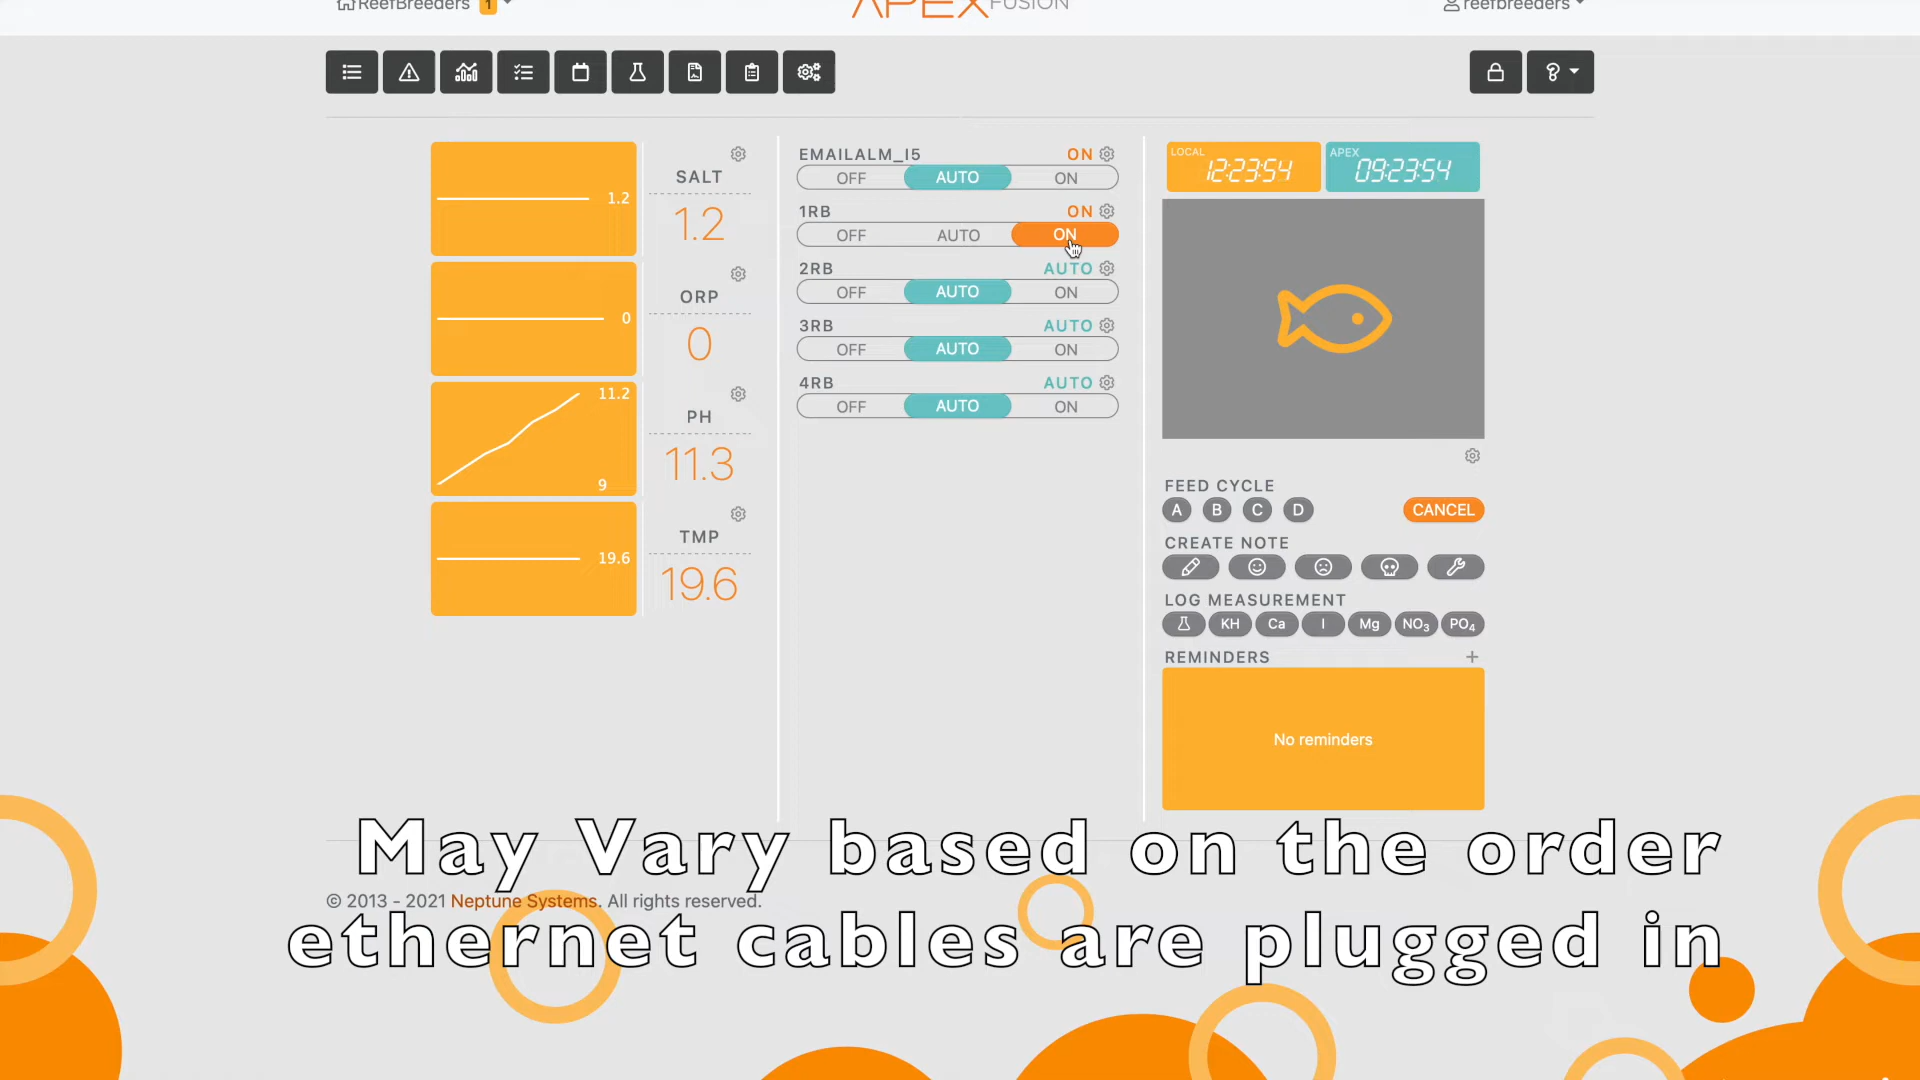 ReefBreeders 1
APEX FUSION
reefbreeders
SALT
1.2
1.2
ORP
0
0
PH
11.3
11.2
9
TMP
19.6
19.6
EMAILALM_I5 ON
OFF AUTO ON
1RB ON
OFF AUTO ON
2RB AUTO
OFF AUTO ON
3RB AUTO
OFF AUTO ON
4RB AUTO
OFF AUTO ON
LOCAL
12:23:54
APEX
09:23:54
FEED CYCLE
A B C D CANCEL
CREATE NOTE
LOG MEASUREMENT
KH Ca I Mg NO3 PO4
REMINDERS +
No reminders
May Vary based on the order
© 2013 - 2021 Neptune Systems. All rights reserved.
ethernet cables are plugged in